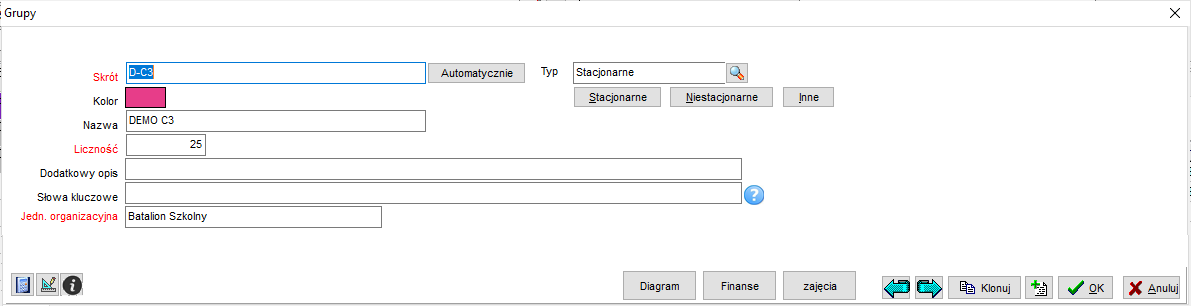 Grupy
Skrót D-C3 Automatycznie Typ Stacjonarne
Kolor Stacjonarne Niestacjonarne Inne
Nazwa DEMO C3
Liczność 25
Dodatkowy opis
Słowa kluczowe ?
Jedn. organizacyjna Batalion Szkolny
Diagram Finanse zajęcia Klonuj OK Anuluj